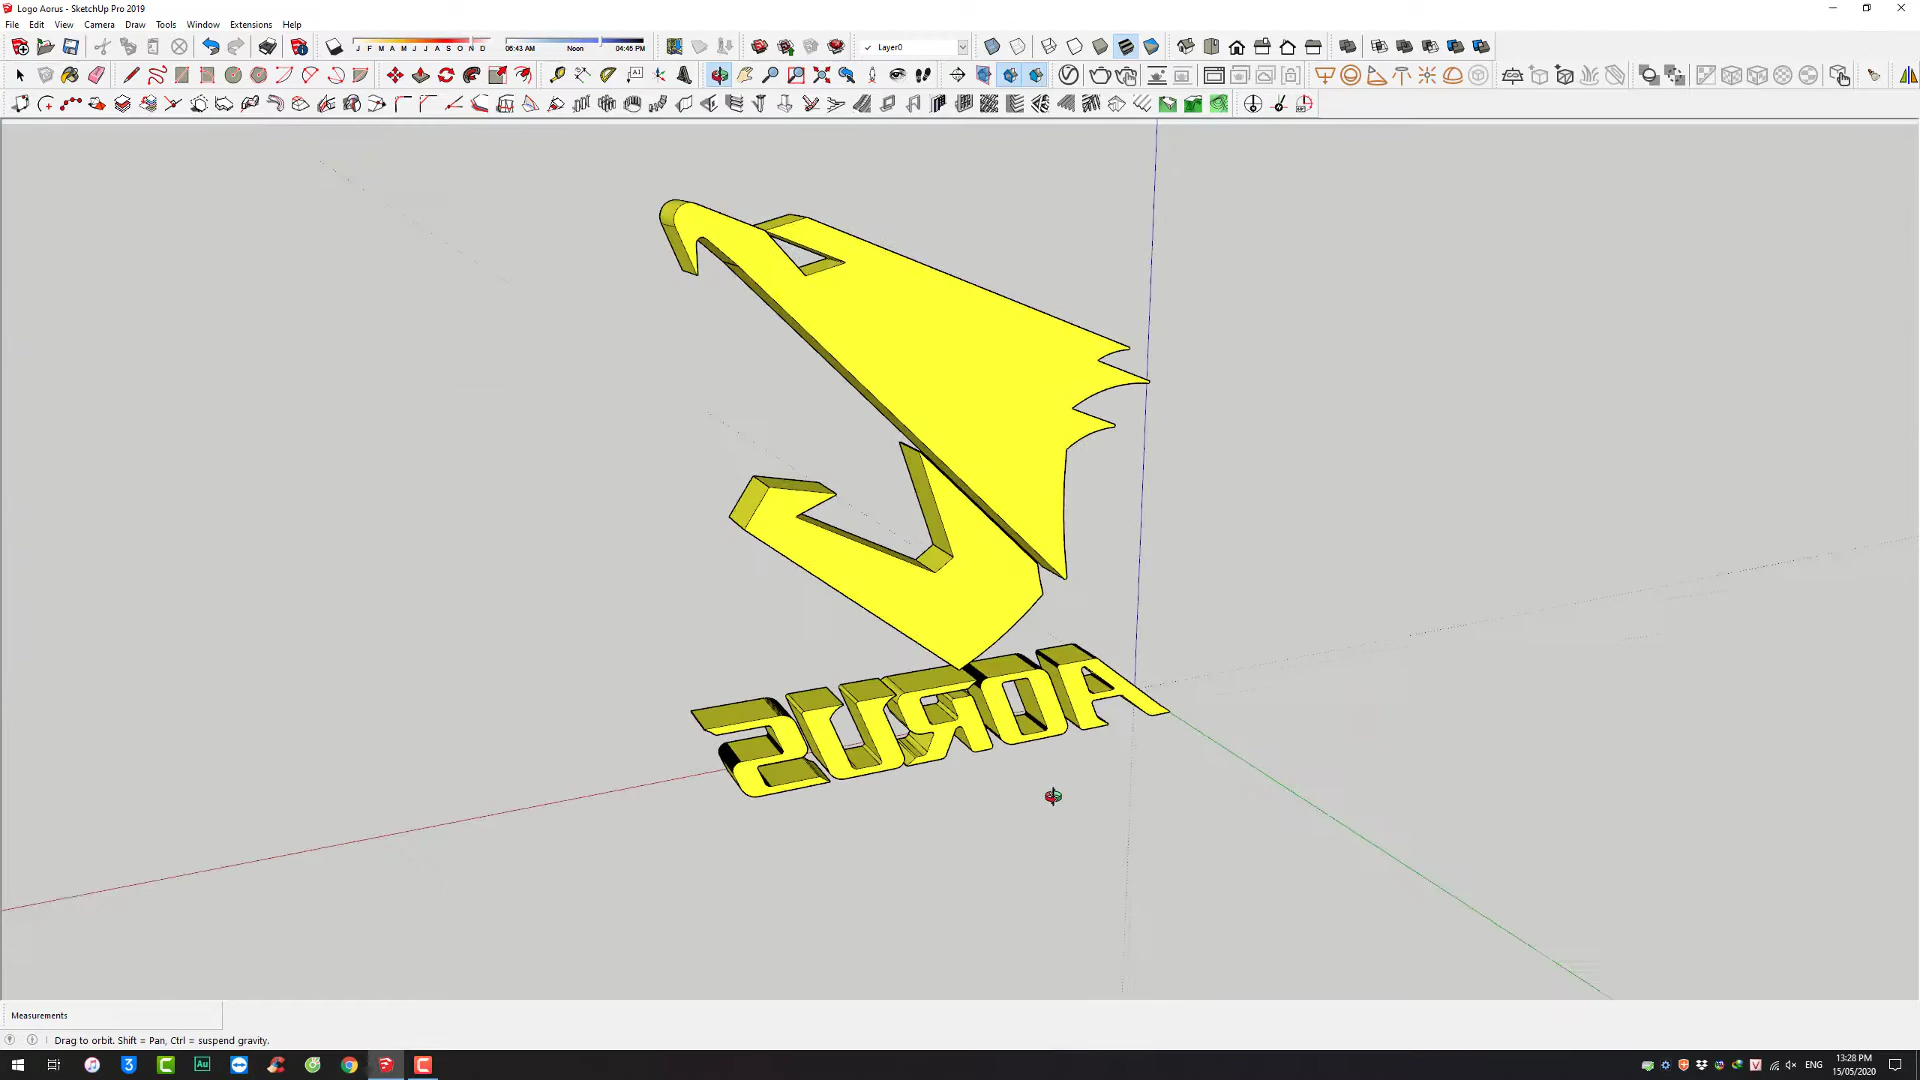 Logo Aorus - SketchUp Pro 2019
File Edit View Camera Draw Tools Window Extensions Help
J F M A M J J A S O N D
06:43 AM Noon 04:45 PM
Layer0
AORUS
Measurements
Drag to orbit. Shift = Pan, Ctrl = suspend gravity.
ENG
13:28 PM
15/05/2020